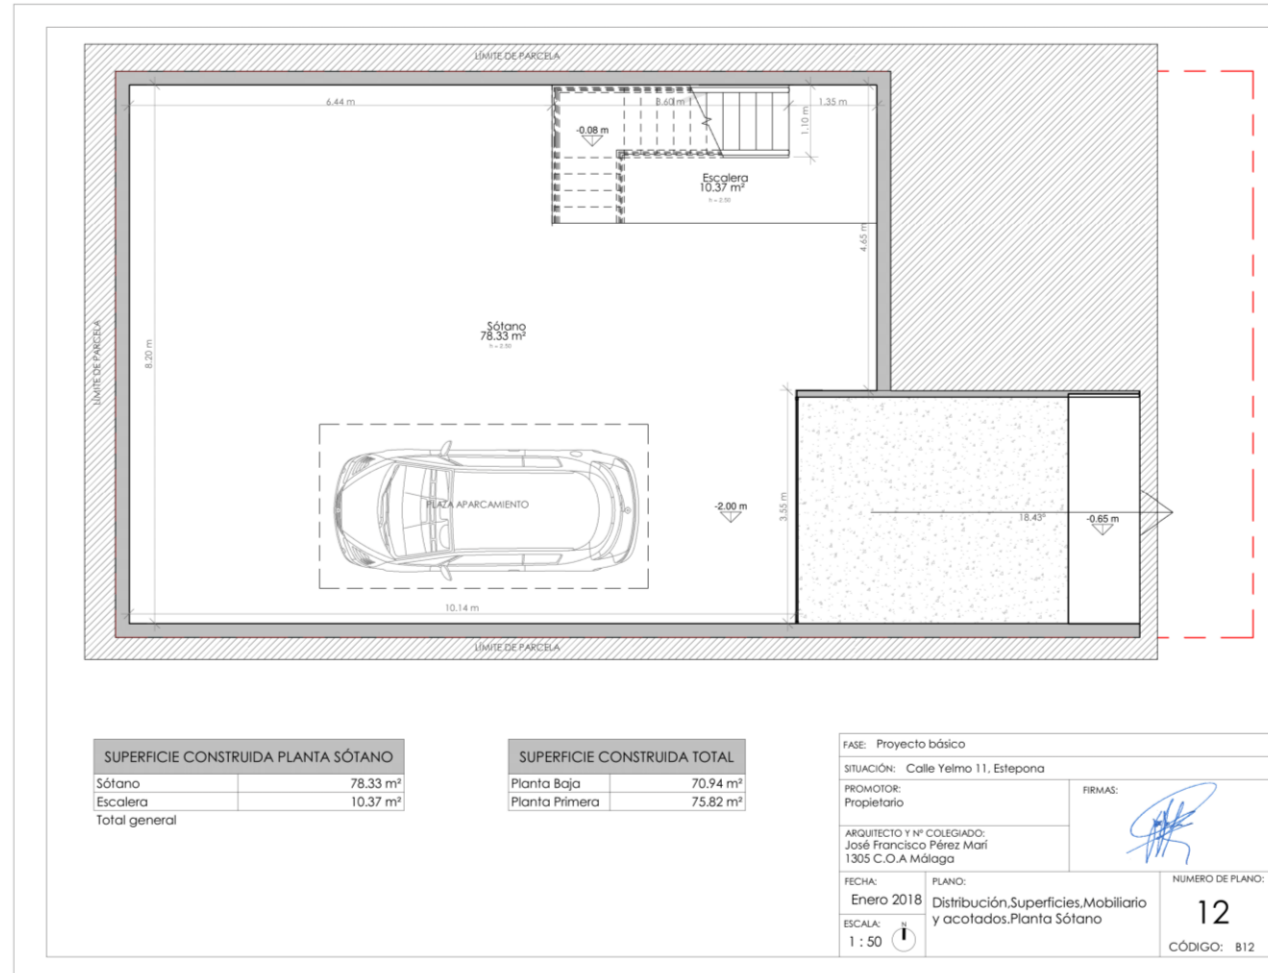 LÍMITE DE PARCELA
6.44 m
3.60 m
1.35 m
1.10 m
-0.08 m
Escalera
10.37 m²
h = 2.50
4.65 m
LÍMITE DE PARCELA
8.20 m
Sótano
78.33 m²
h = 2.50
PLAZA APARCAMIENTO
-2.00 m
3.55 m
18.43°
-0.65 m
10.14 m
LÍMITE DE PARCELA
SUPERFICIE CONSTRUIDA PLANTA SÓTANO
Sótano 78.33 m²
Escalera 10.37 m²
Total general
SUPERFICIE CONSTRUIDA TOTAL
Planta Baja 70.94 m²
Planta Primera 75.82 m²
FASE: Proyecto básico
SITUACIÓN: Calle Yelmo 11, Estepona
PROMOTOR:
Propietario
FIRMAS:
ARQUITECTO Y Nº COLEGIADO:
José Francisco Pérez Marí
1305 C.O.A Málaga
FECHA:
Enero 2018
ESCALA:
1 : 50
N
PLANO:
Distribución,Superficies,Mobiliario
y acotados.Planta Sótano
NUMERO DE PLANO:
12
CÓDIGO: B12